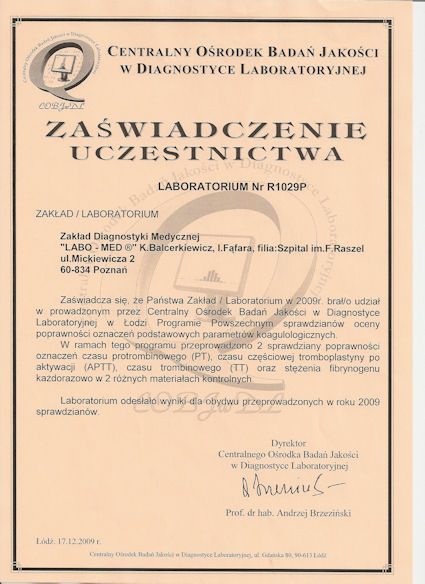 CENTRALNY OŚRODEK BADAŃ JAKOŚCI
W DIAGNOSTYCE LABORATORYJNEJ
COBJwDL
ZAŚWIADCZENIE
UCZESTNICTWA
LABORATORIUM Nr R1029P
ZAKŁAD / LABORATORIUM
Zakład Diagnostyki Medycznej
"LABO - MED ®" K.Balcerkiewicz, I.Fąfara, filia:Szpital im.F.Raszel
ul.Mickiewicza 2
60-834 Poznań
Zaświadcza się, że Państwa Zakład / Laboratorium w 2009r. brał/o udział
w prowadzonym przez Centralny Ośrodek Badań Jakości w Diagnostyce
Laboratoryjnej w Łodzi Programie Powszechnym sprawdzianów oceny
poprawności oznaczeń podstawowych parametrów koagulologicznych.
W ramach tego programu przeprowadzono 2 sprawdziany poprawności
oznaczeń czasu protrombinowego (PT), czasu częściowej tromboplastyny po
aktywacji (APTT), czasu trombinowego (TT) oraz stężenia fibrynogenu
każdorazowo w 2 różnych materiałach kontrolnych.
Laboratorium odesłało wyniki dla obydwu przeprowadzonych w roku 2009
sprawdzianów.
COBJwDL
Dyrektor
Centralnego Ośrodka Badań Jakości
w Diagnostyce Laboratoryjnej
Prof. dr hab. Andrzej Brzeziński
Łódź. 17.12.2009 r.
Centralny Ośrodek Badań Jakości w Diagnostyce Laboratoryjnej, ul. Gdańska 80, 90-613 Łódź